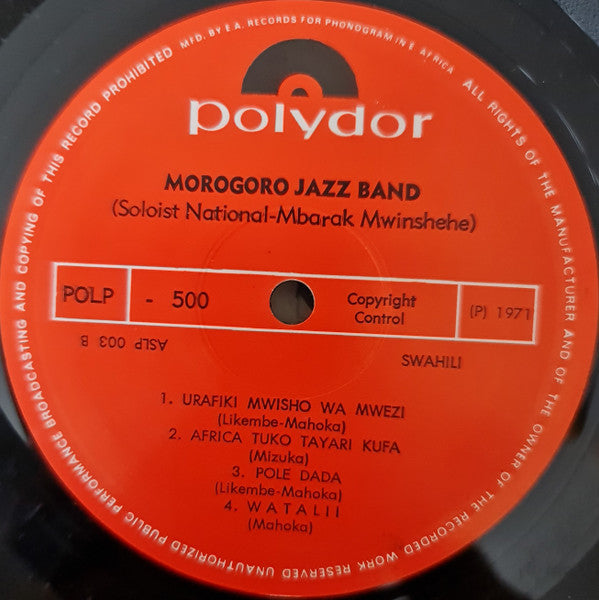 MFD. BY E.A. RECORDS FOR PHONOGRAM IN E. AFRICA
ALL RIGHTS OF THE MANUFACTURER AND OF THE OWNER OF THE RECORDED WORK RESERVED UNAUTHORIZED PUBLIC PERFORMANCE BROADCASTING AND COPYING OF THIS RECORD PROHIBITED
polydor
MOROGORO JAZZ BAND
(Soloist National-Mbarak Mwinshehe)
POLP - 500
Copyright
Control
(P) 1971
ASLP 003 B
SWAHILI
1. URAFIKI MWISHO WA MWEZI
(Likembe-Mahoka)
2. AFRICA TUKO TAYARI KUFA
(Mizuka)
3. POLE DADA
(Likembe-Mahoka)
4. WATALII
(Mahoka)